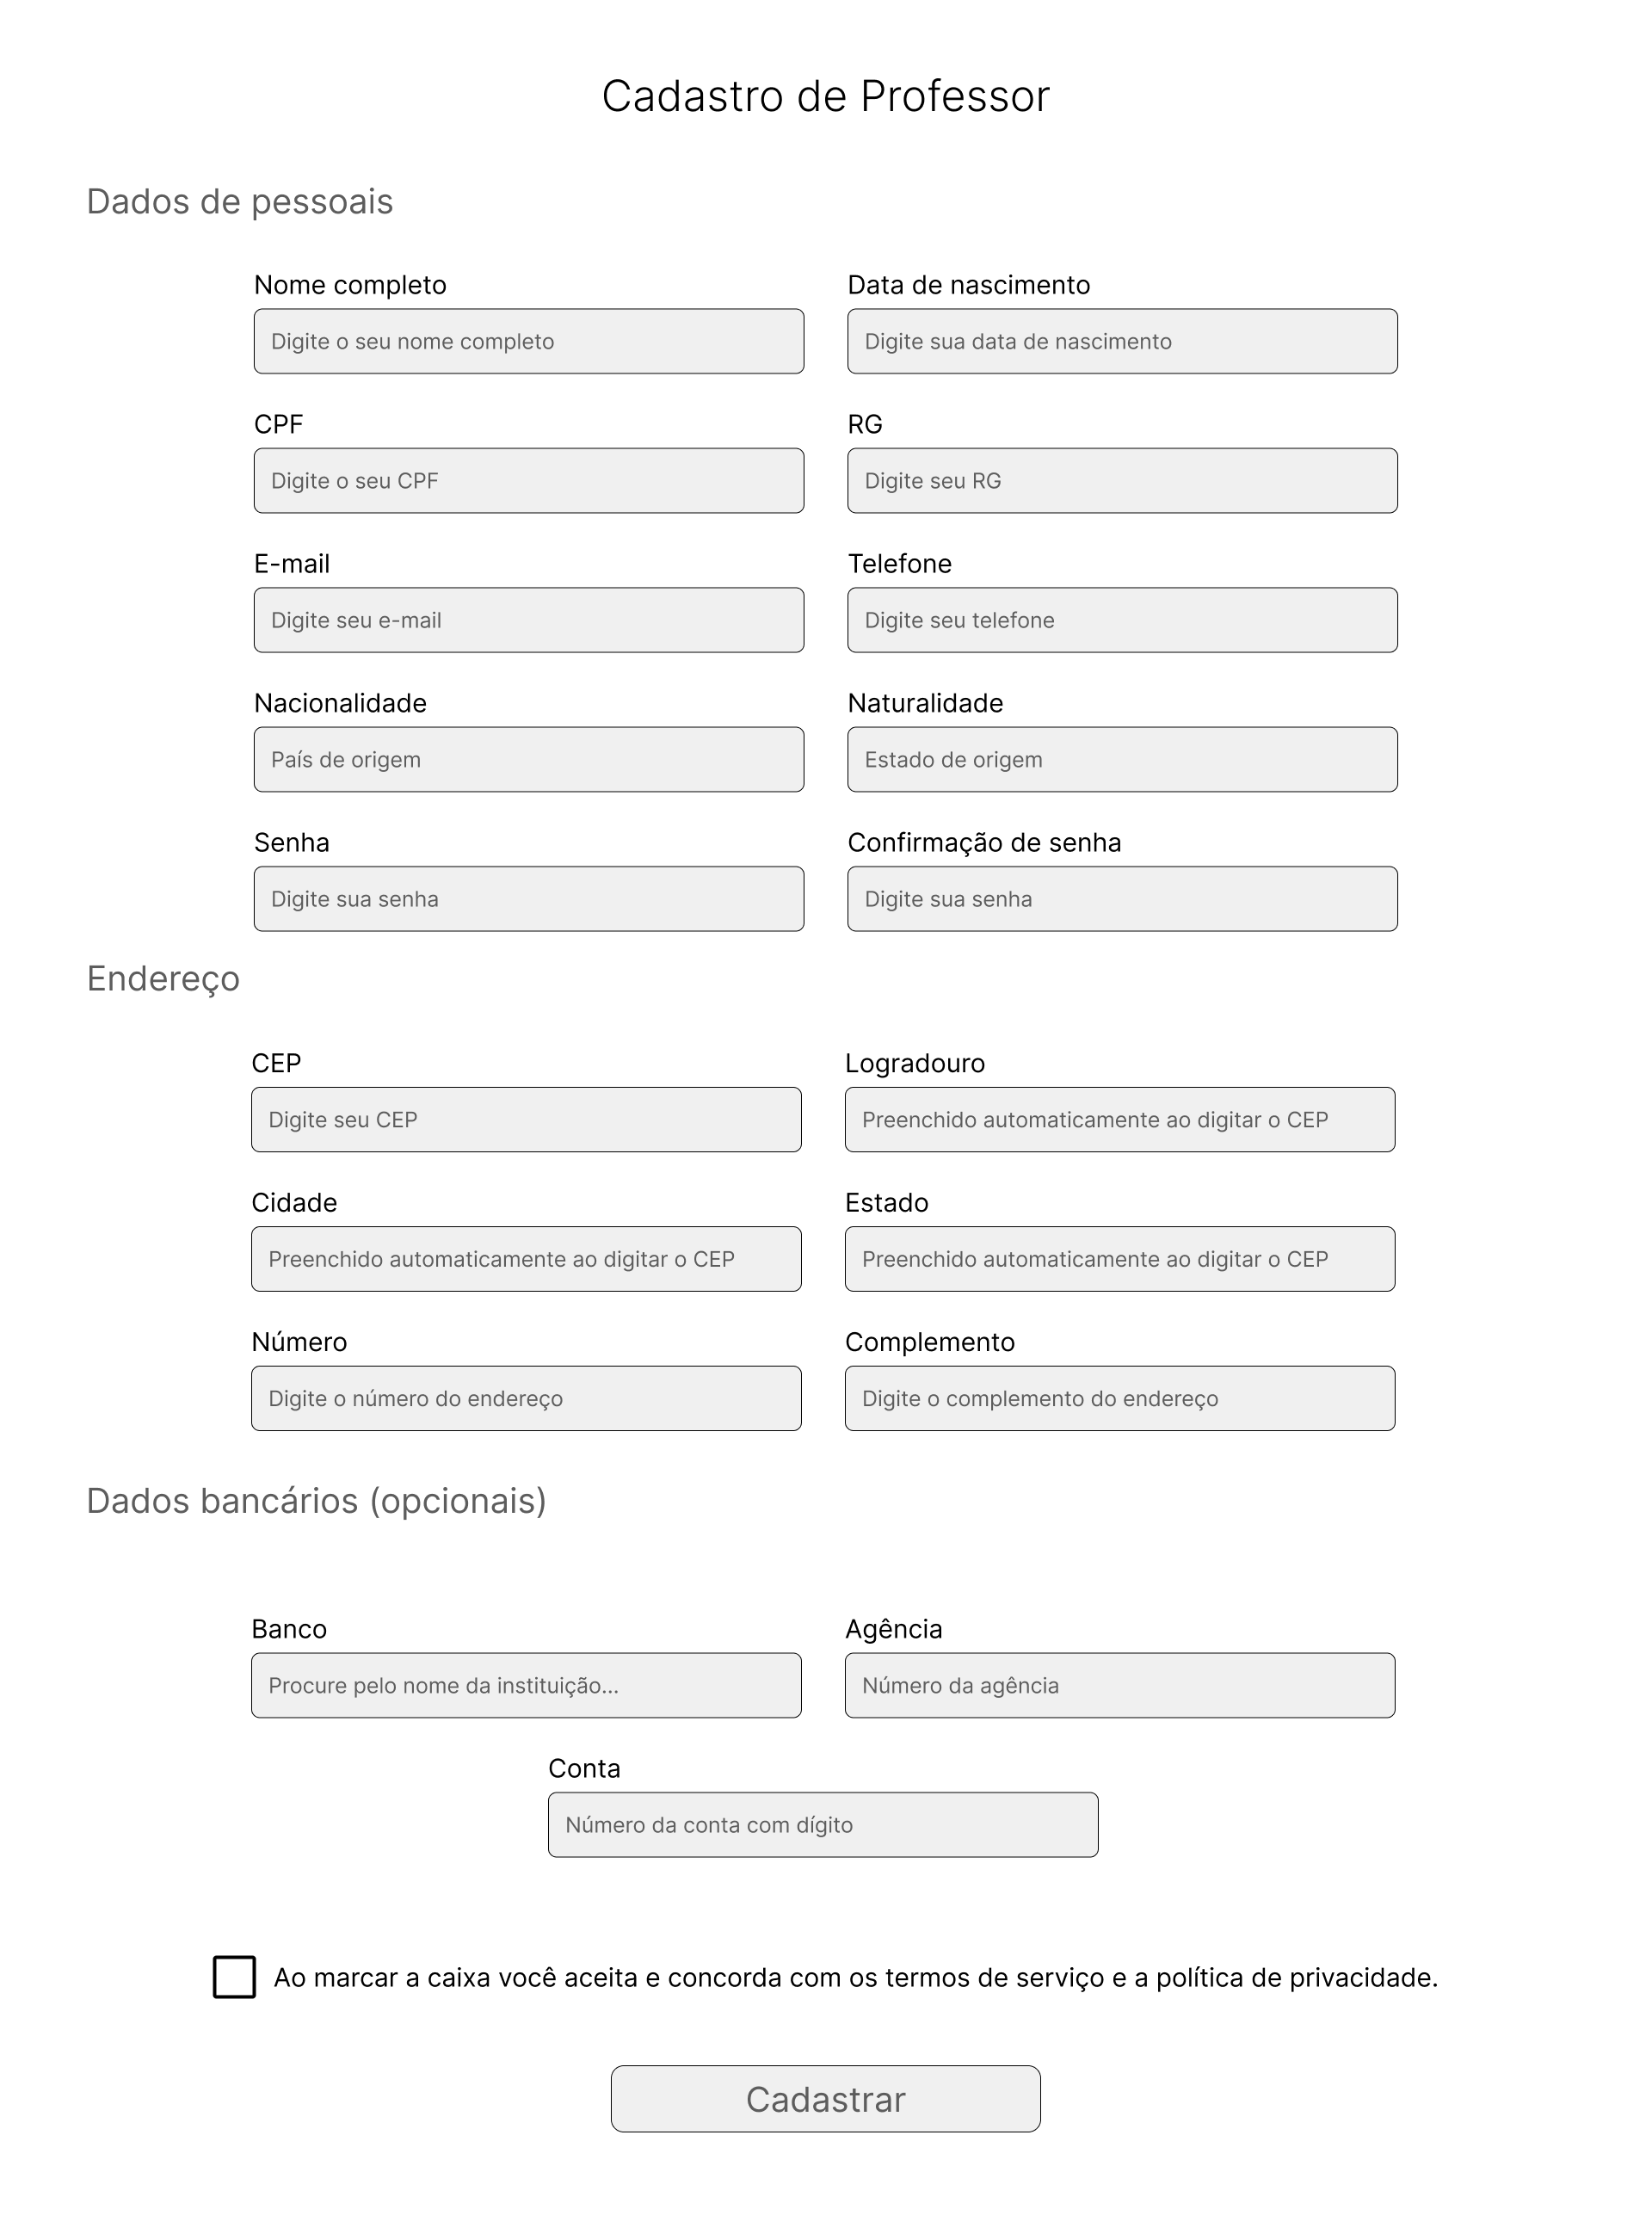 Cadastro de Professor
Dados de pessoais
Nome completo
Data de nascimento
Digite o seu nome completo
Digite sua data de nascimento
CPF
RG
Digite o seu CPF
Digite seu RG
E-mail
Telefone
Digite seu e-mail
Digite seu telefone
Nacionalidade
Naturalidade
País de origem
Estado de origem
Senha
Confirmação de senha
Digite sua senha
Digite sua senha
Endereço
CEP
Logradouro
Digite seu CEP
Preenchido automaticamente ao digitar o CEP
Cidade
Estado
Preenchido automaticamente ao digitar o CEP
Preenchido automaticamente ao digitar o CEP
Número
Complemento
Digite o número do endereço
Digite o complemento do endereço
Dados bancários (opcionais)
Banco
Agência
Procure pelo nome da instituição...
Número da agência
Conta
Número da conta com dígito
Ao marcar a caixa você aceita e concorda com os termos de serviço e a política de privacidade.
Cadastrar